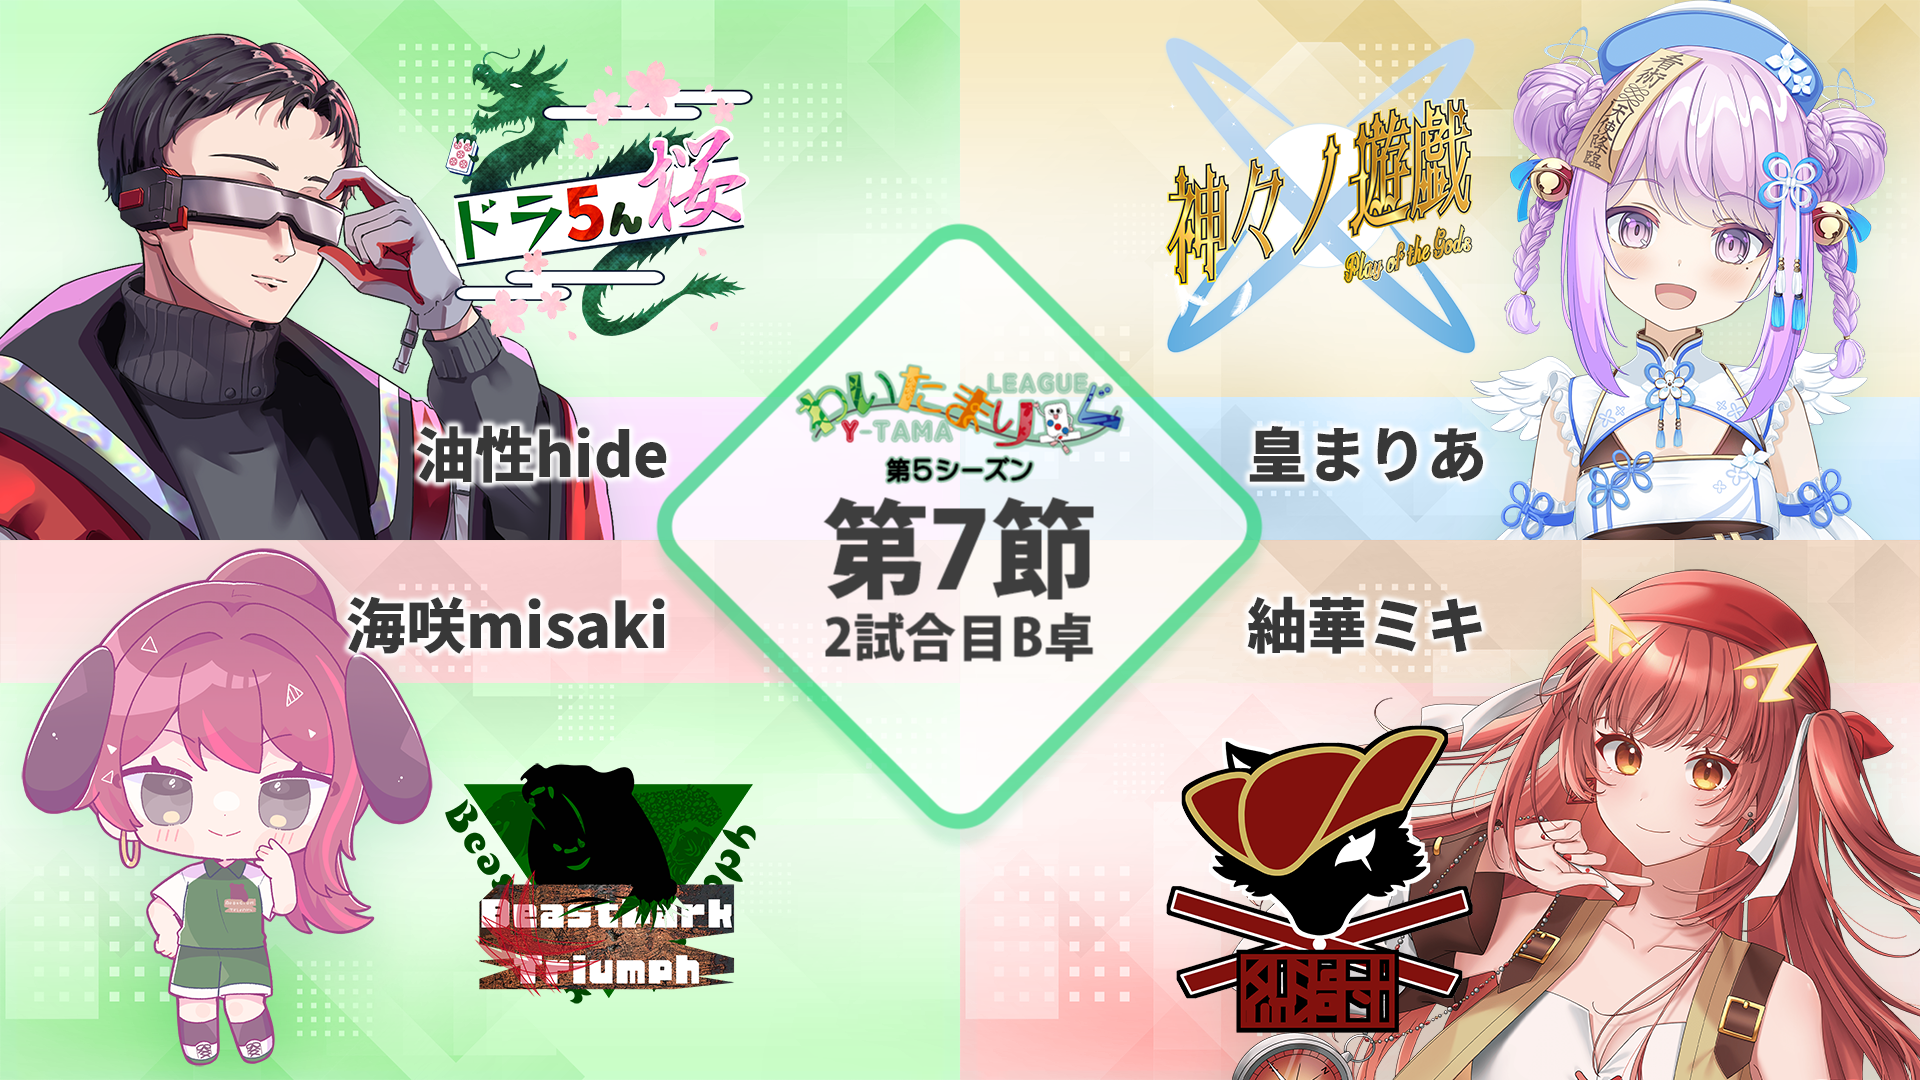 ドラ5ん桜
神々ノ遊戯
Play of the Gods
油性hide
皇まりあ
わいたまりーぐ
LEAGUE
Y-TAMA
第5シーズン
第7節
2試合目B卓
海咲misaki
紬華ミキ
Beastwork
Triumph